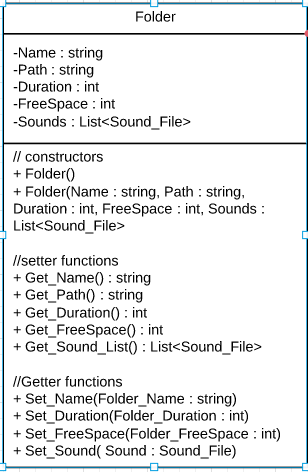 Folder
-Name : string
-Path : string
-Duration : int
-FreeSpace : int
-Sounds : List<Sound_File>
// constructors
+ Folder()
+ Folder(Name : string, Path : string,
Duration : int, FreeSpace : int, Sounds :
List<Sound_File>
//setter functions
+ Get_Name() : string
+ Get_Path() : string
+ Get_Duration() : int
+ Get_FreeSpace() : int
+ Get_Sound_List() : List<Sound_File>
//Getter functions
+ Set_Name(Folder_Name : string)
+ Set_Duration(Folder_Duration : int)
+ Set_FreeSpace(Folder_FreeSpace : int)
+ Set_Sound( Sound : Sound_File)